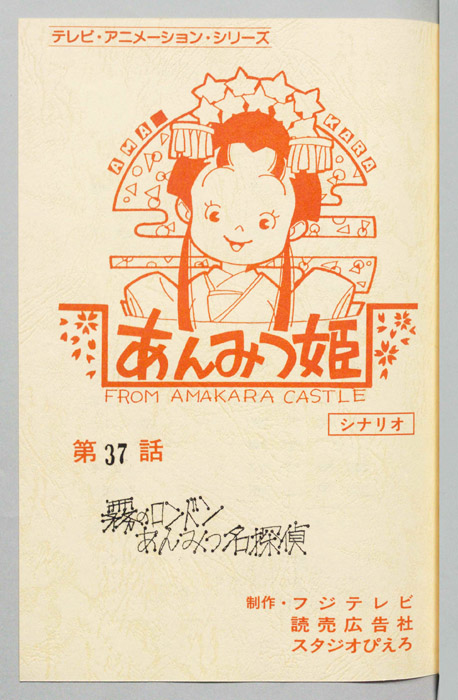 テレビ・アニメーション・シリーズ
AMA KARA
あんみつ姫
FROM AMAKARA CASTLE
シナリオ
第37話
霧のロンドン
あんみつ名探偵
制作・フジテレビ
読売広告社
スタジオぴえろ